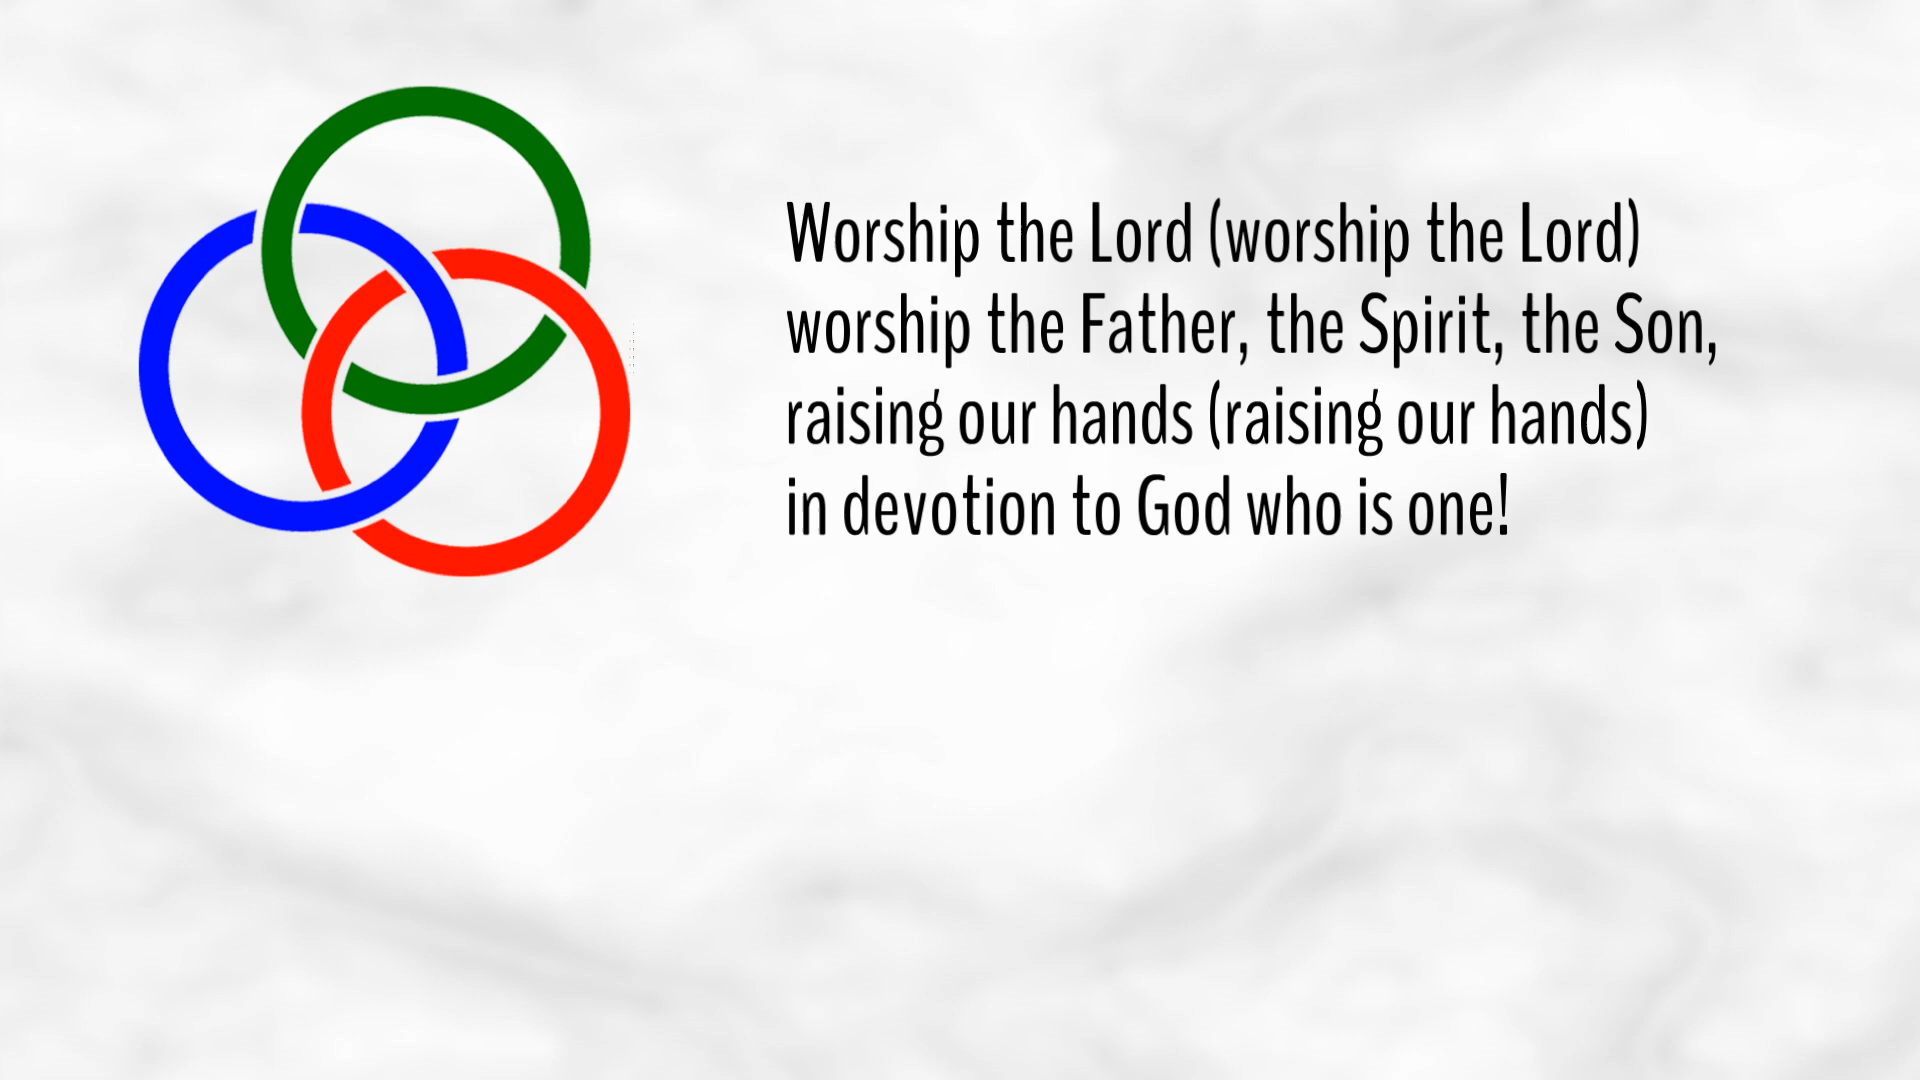 Worship the Lord (worship the Lord)
worship the Father, the Spirit, the Son,
raising our hands (raising our hands)
in devotion to God who is one!